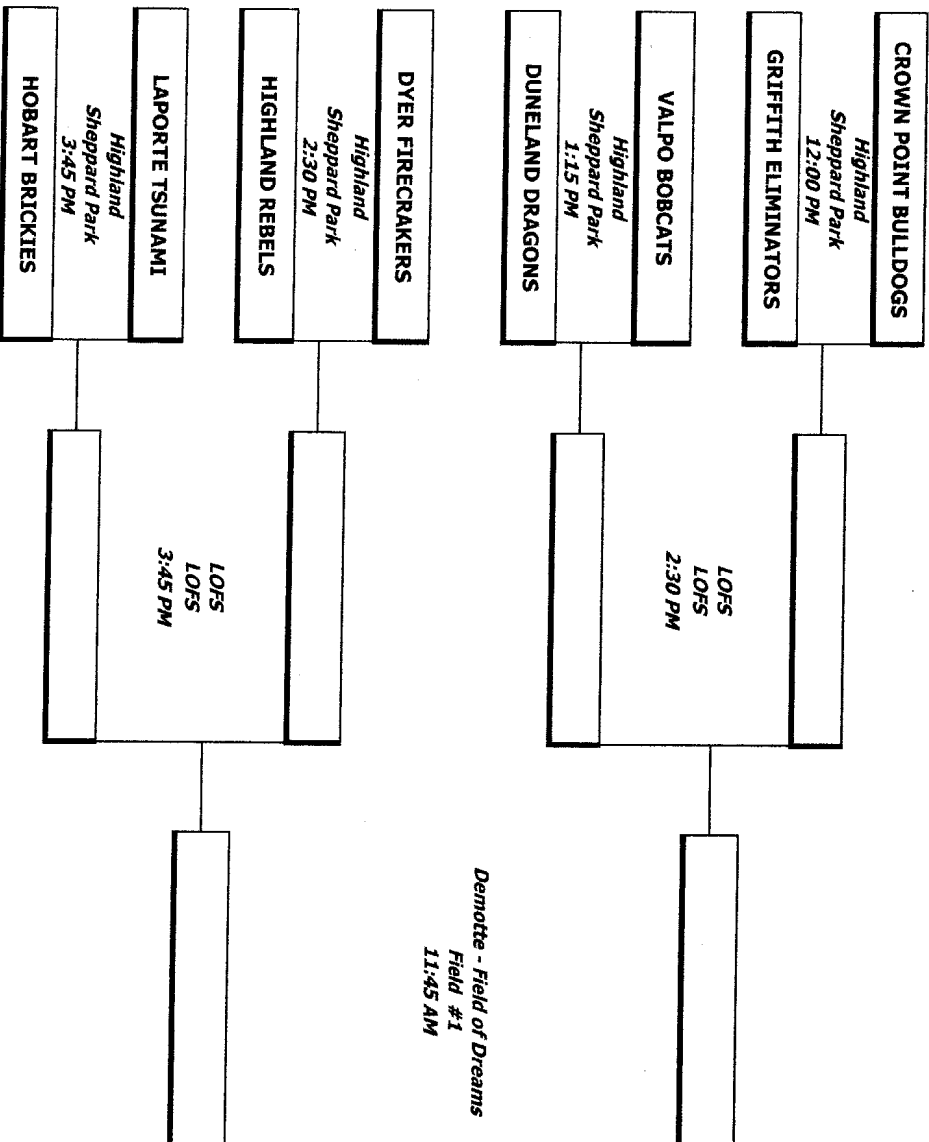 CROWN POINT BULLDOGS
Highland
Sheppard Park
12:00 PM
GRIFFITH ELIMINATORS
VALPO BOBCATS
Highland
Sheppard Park
1:15 PM
DUNELAND DRAGONS
DYER FIRECRAKERS
Highland
Sheppard Park
2:30 PM
HIGHLAND REBELS
LAPORTE TSUNAMI
Highland
Sheppard Park
3:45 PM
HOBART BRICKIES
LOFS
LOFS
2:30 PM
LOFS
LOFS
3:45 PM
Demotte - Field of Dreams
Field #1
11:45 AM